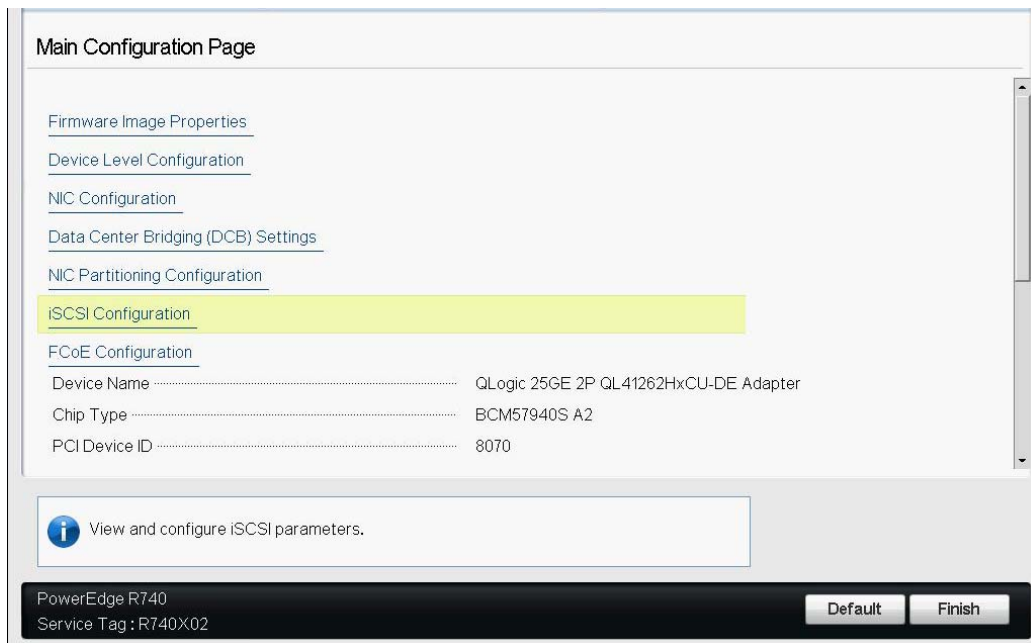 Main Configuration Page
Firmware Image Properties
Device Level Configuration
NIC Configuration
Data Center Bridging (DCB) Settings
NIC Partitioning Configuration
iSCSI Configuration
FCoE Configuration
Device Name QLogic 25GE 2P QL41262HxCU-DE Adapter
Chip Type BCM57940S A2
PCI Device ID 8070
View and configure iSCSI parameters.
PowerEdge R740
Service Tag : R740X02
Default Finish